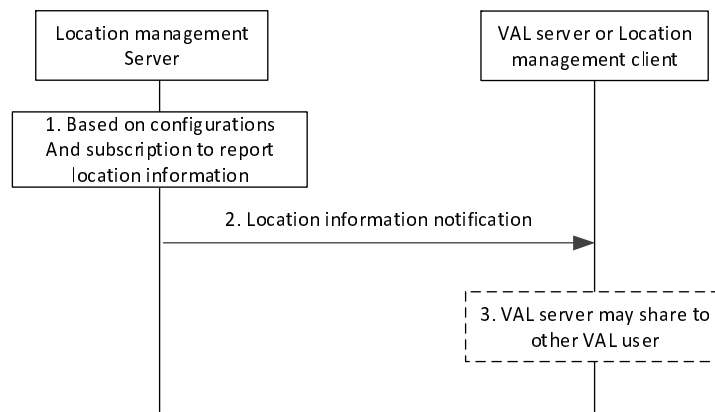 Location management
Server
VAL server or Location
management client
1. Based on configurations
And subscription to report
location information
2. Location information notification
3. VAL server may share to
other VAL user